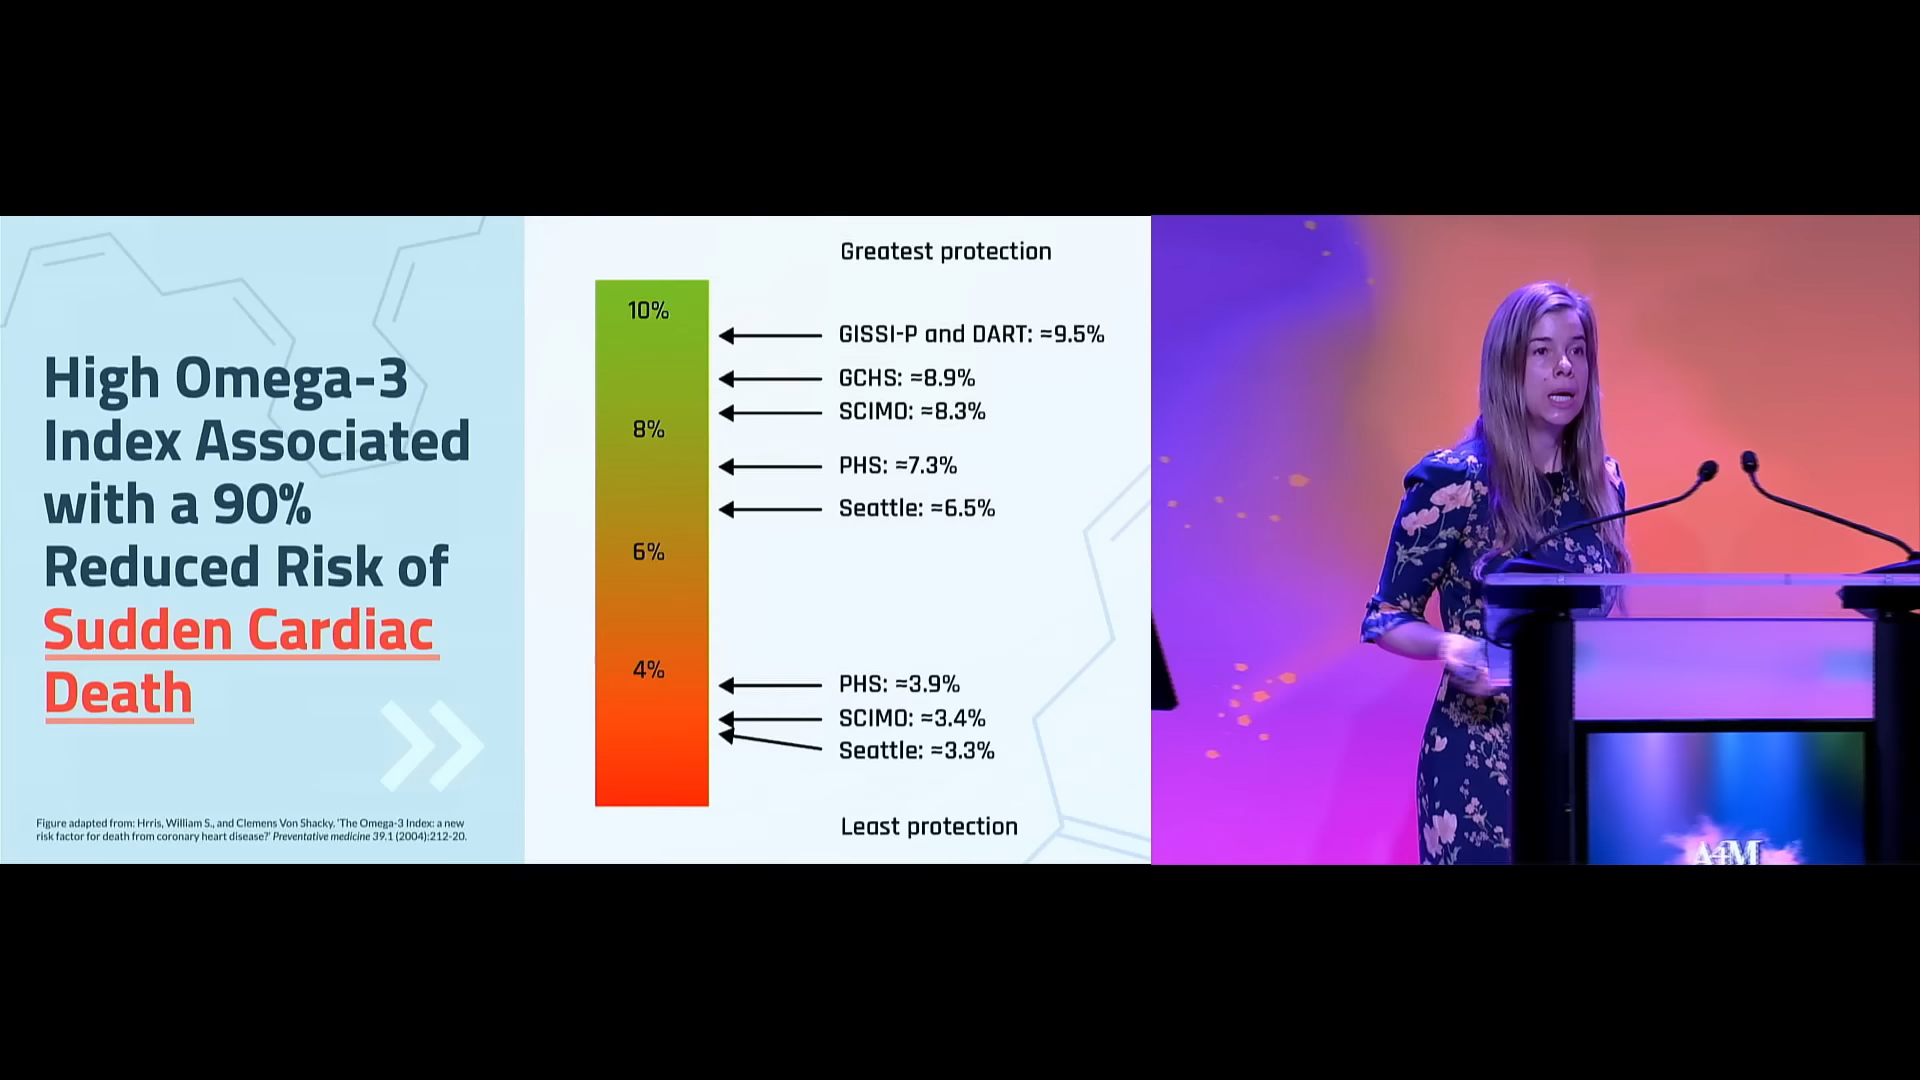 High Omega-3
Index Associated
with a 90%
Reduced Risk of
Sudden Cardiac
Death
Figure adapted from: Hrris, William S., and Clemens Von Shacky. 'The Omega-3 Index: a new
risk factor for death from coronary heart disease?' Preventative medicine 39.1 (2004):212-20.
Greatest protection
10%
GISSI-P and DART: ≈9.5%
GCHS: ≈8.9%
SCIMO: ≈8.3%
8%
PHS: ≈7.3%
Seattle: ≈6.5%
6%
4%
PHS: ≈3.9%
SCIMO: ≈3.4%
Seattle: ≈3.3%
Least protection
A4M